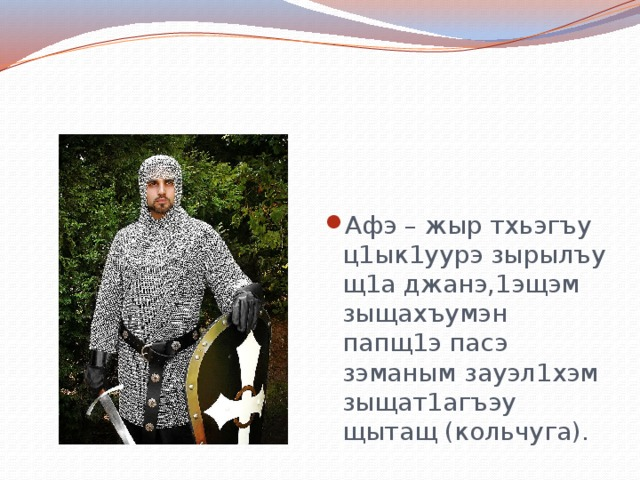 Афэ – жыр тхьэгъу
ц1ык1уурэ зырылъу
щ1а джанэ,1эщэм
зыщахъумэн
папщ1э пасэ
зэманым зауэл1хэм
зыщат1агъэу
щытащ (кольчуга).